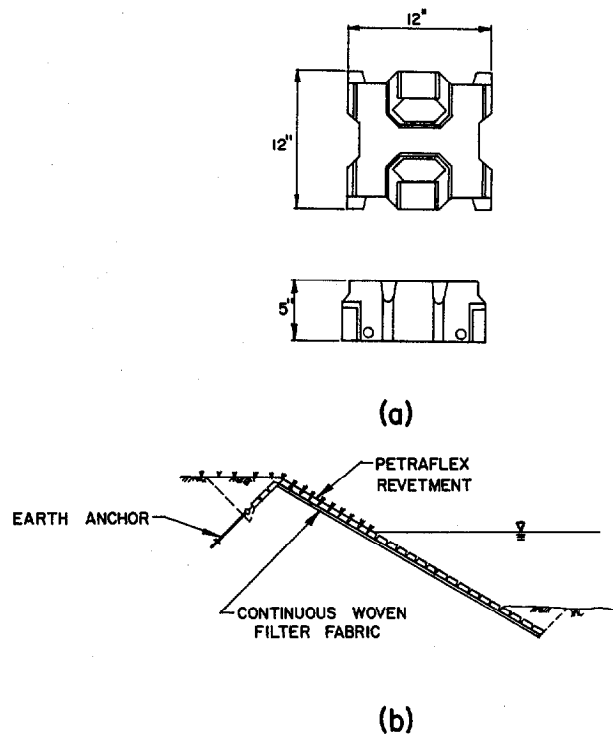 12"
12"
5"
(a)
PETRAFLEX
REVETMENT
EARTH ANCHOR
CONTINUOUS WOVEN
FILTER FABRIC
(b)